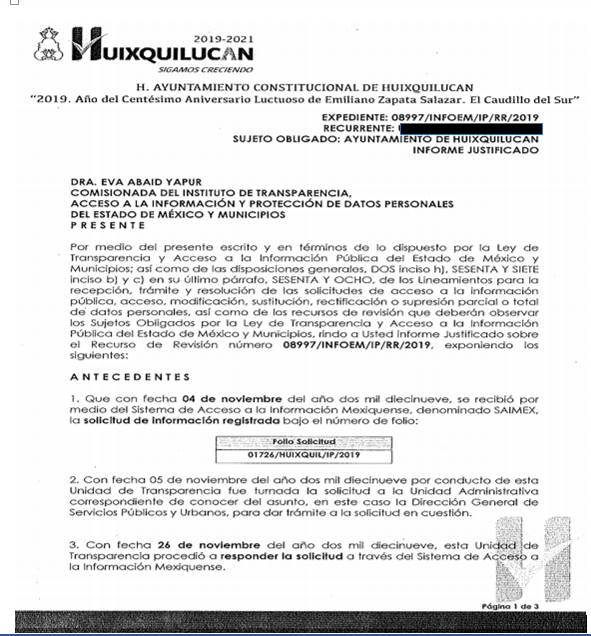 2019-2021
HUIXQUILUCAN
SIGAMOS CRECIENDO
H. AYUNTAMIENTO CONSTITUCIONAL DE HUIXQUILUCAN
"2019. Año del Centésimo Aniversario Luctuoso de Emiliano Zapata Salazar. El Caudillo del Sur"
EXPEDIENTE: 08997/INFOEM/IP/RR/2019
RECURRENTE:
SUJETO OBLIGADO: AYUNTAMIENTO DE HUIXQUILUCAN
INFORME JUSTIFICADO
DRA. EVA ABAID YAPUR
COMISIONADA DEL INSTITUTO DE TRANSPARENCIA,
ACCESO A LA INFORMACIÓN Y PROTECCIÓN DE DATOS PERSONALES
DEL ESTADO DE MÉXICO Y MUNICIPIOS
P R E S E N T E
Por medio del presente escrito y en términos de lo dispuesto por la Ley de
Transparencia y Acceso a la Información Pública del Estado de México y
Municipios; así como de las disposiciones generales, DOS inciso h), SESENTA Y SIETE
inciso b) y c) en su último párrafo, SESENTA Y OCHO, de los Lineamientos para la
recepción, trámite y resolución de las solicitudes de acceso a la información
pública, acceso, modificación, sustitución, rectificación o supresión parcial o total
de datos personales, así como de los recursos de revisión que deberán observar
los Sujetos Obligados por la Ley de Transparencia y Acceso a la Información
Pública del Estado de México y Municipios, rindo a Usted informe Justificado sobre
el Recurso de Revisión número 08997/INFOEM/IP/RR/2019, exponiendo los
siguientes:
A N T E C E D E N T E S
1. Que con fecha 04 de noviembre del año dos mil diecinueve, se recibió por
medio del Sistema de Acceso a la Información Mexiquense, denominado SAIMEX,
la solicitud de información registrada bajo el número de folio:
Folio Solicitud
01726/HUIXQUIL/IP/2019
2. Con fecha 05 de noviembre del año dos mil diecinueve por conducto de esta
Unidad de Transparencia fue turnada la solicitud a la Unidad Administrativa
correspondiente de conocer del asunto, en este caso la Dirección General de
Servicios Públicos y Urbanos, para dar trámite a la solicitud en cuestión.
3. Con fecha 26 de noviembre del año dos mil diecinueve, esta Unidad de
Transparencia procedió a responder la solicitud a través del Sistema de Acceso a
la Información Mexiquense.
Página 1 de 3